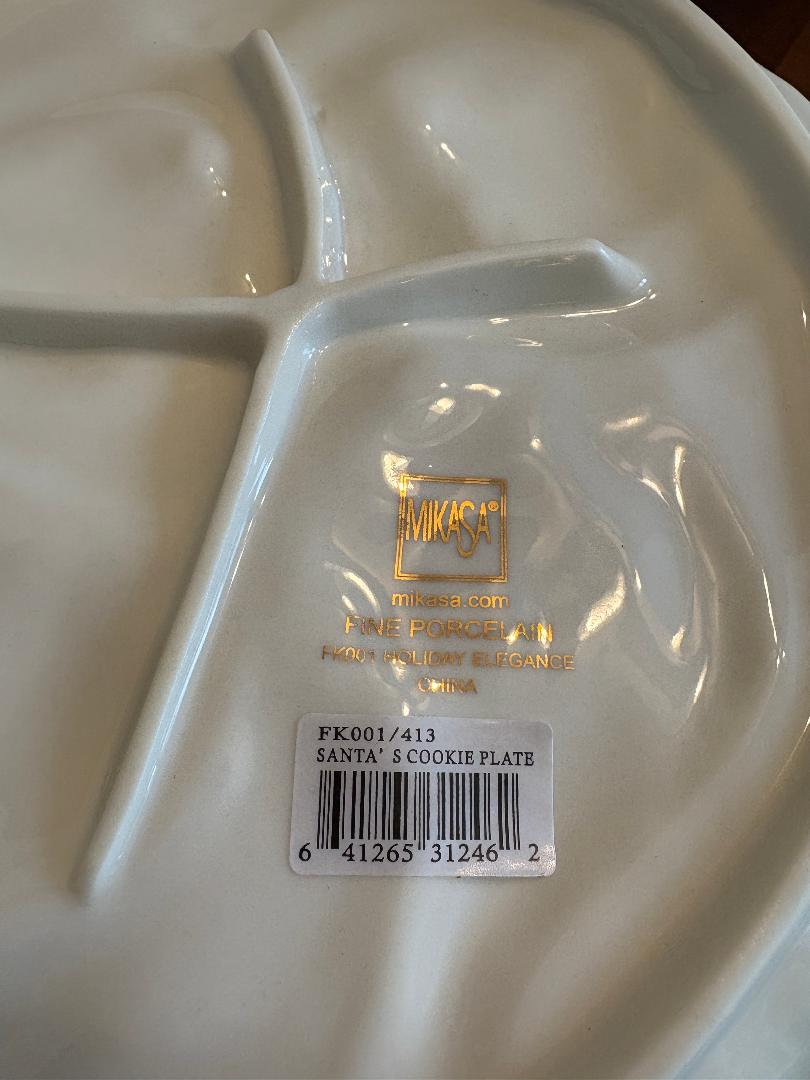 MIKASA®
mikasa.com
FINE PORCELAIN
FK001 HOLIDAY ELEGANCE
CHINA
FK001/413
SANTA'S COOKIE PLATE
6 41265 31246 2